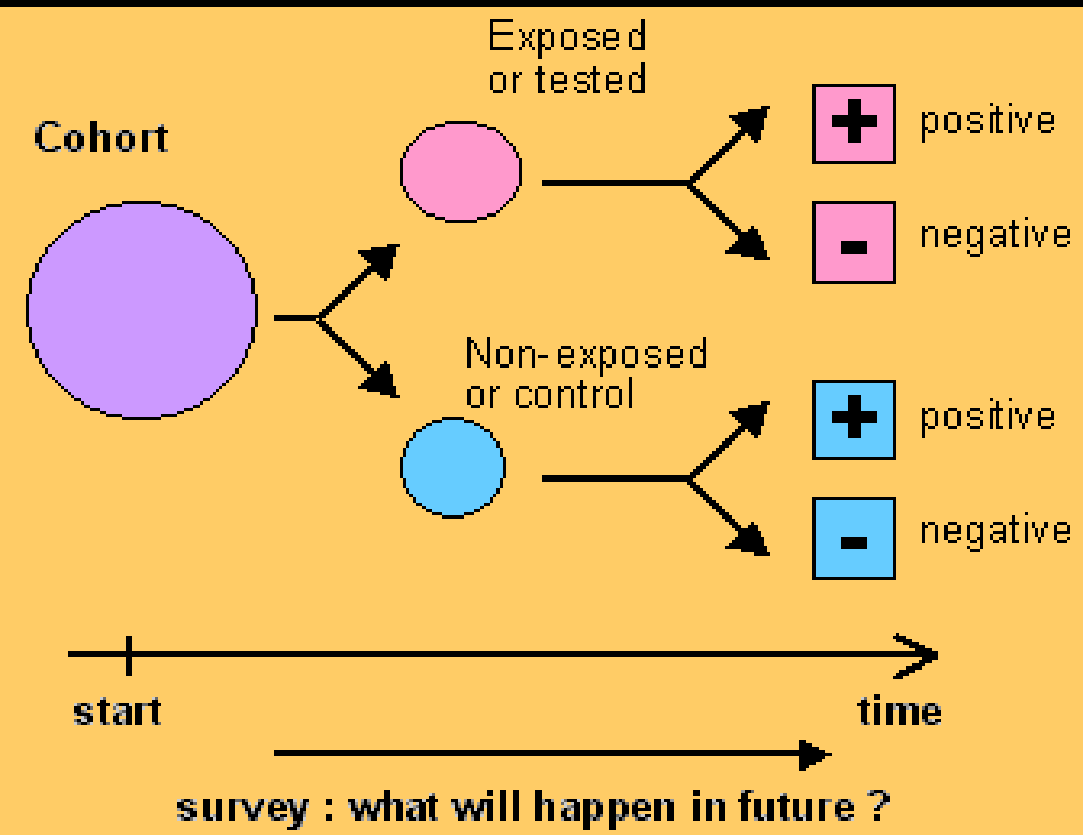 Exposed
or tested
Cohort
+ positive
- negative
Non-exposed
or control
+ positive
- negative
start
time
survey : what will happen in future ?